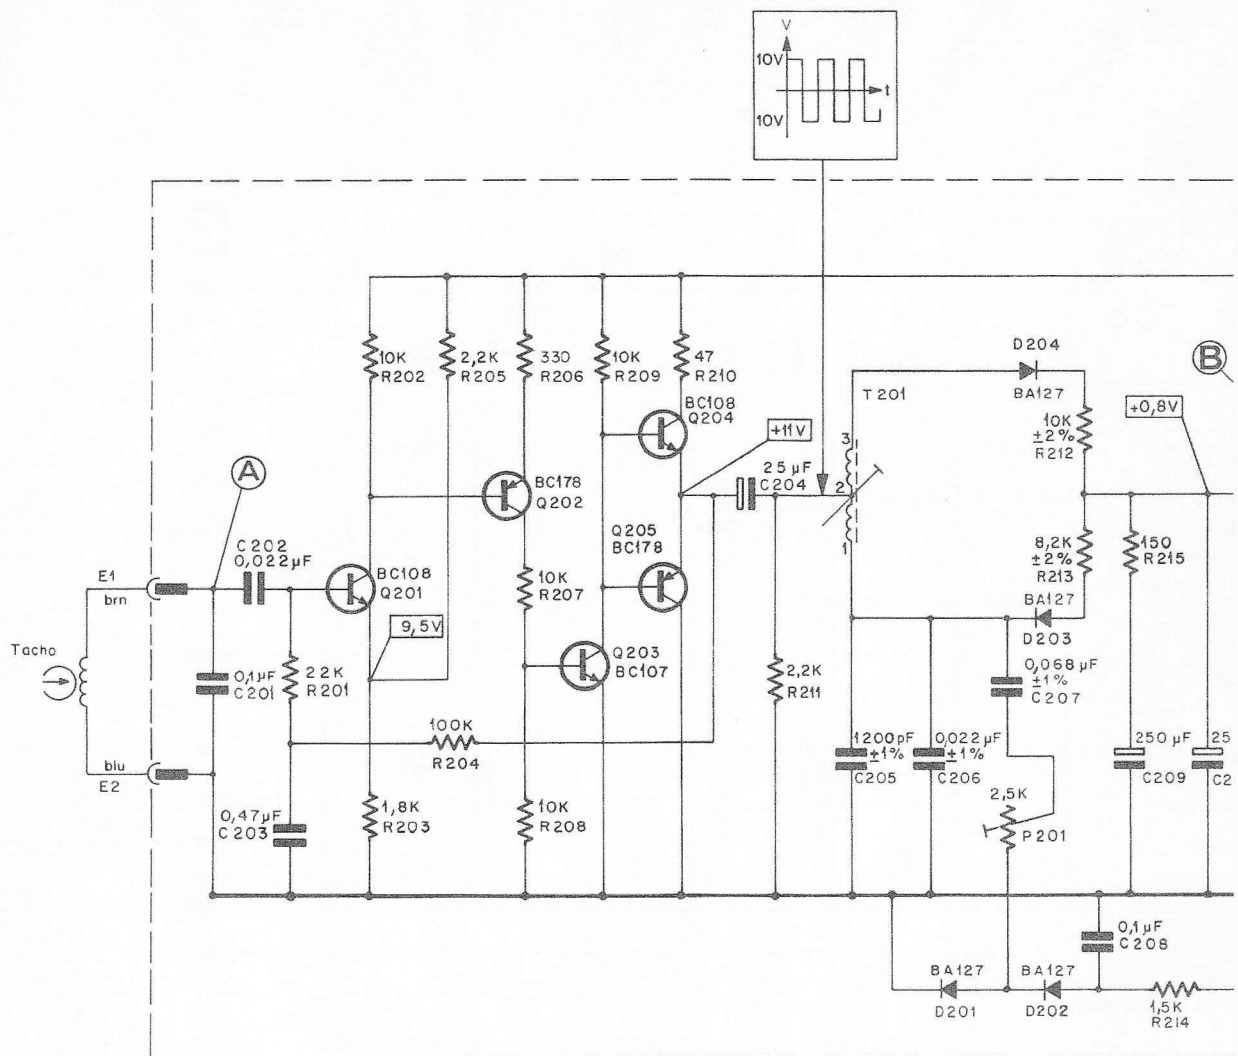 V
10V
t
10V
10K
R202
2,2K
R205
330
R206
10K
R209
47
R210
BC108
Q204
+11V
25 µF
C204
T201
3
2
1
D204
BA127
10K
±2%
R212
B
+0,8V
A
BC178
Q202
Q205
BC178
8,2K
±2%
R213
BA127
D203
150
R215
C202
0,022µF
BC108
Q201
10K
R207
E1
brn
9,5V
Tacho
0,1µF
C201
22K
R201
Q203
BC107
2,2K
R211
0,068 µF
±1%
C207
100K
R204
blu
E2
1200pF
±1%
C205
0,022µF
±1%
C206
250 µF
C209
25
C2
0,47µF
C203
1,8K
R203
10K
R208
2,5K
P201
0,1µF
C208
BA127
D201
BA127
D202
1,5K
R214